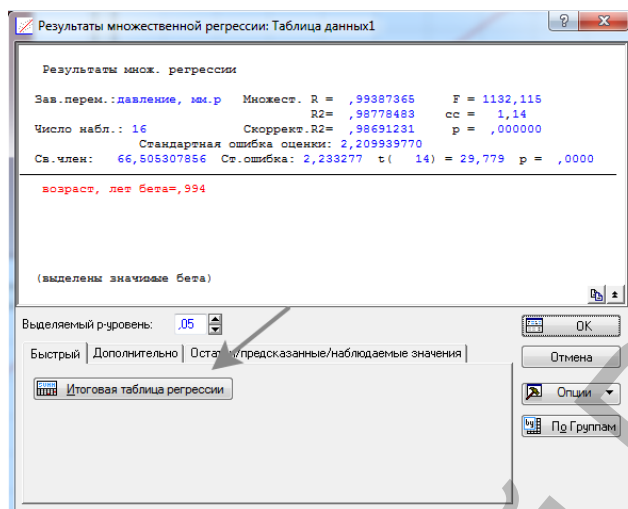 Результаты множественной регрессии: Таблица данных1
Результаты множ. регрессии
Зав.перем.:давление, мм.р Множест. R = ,99387365 F = 1132,115
R2= ,98778483 сс = 1,14
Число набл.: 16 Скоррект.R2= ,98691231 p = ,000000
Стандартная ошибка оценки: 2,209939770
Св.член: 66,505307856 Ст.ошибка: 2,233277 t( 14) = 29,779 p = ,0000
возраст, лет бета=,994
(выделены значимые бета)
Выделяемый р-уровень: ,05
OK
Быстрый Дополнительно Остатки/предсказанные/наблюдаемые значения
Отмена
Итоговая таблица регрессии
Опции
По Группам